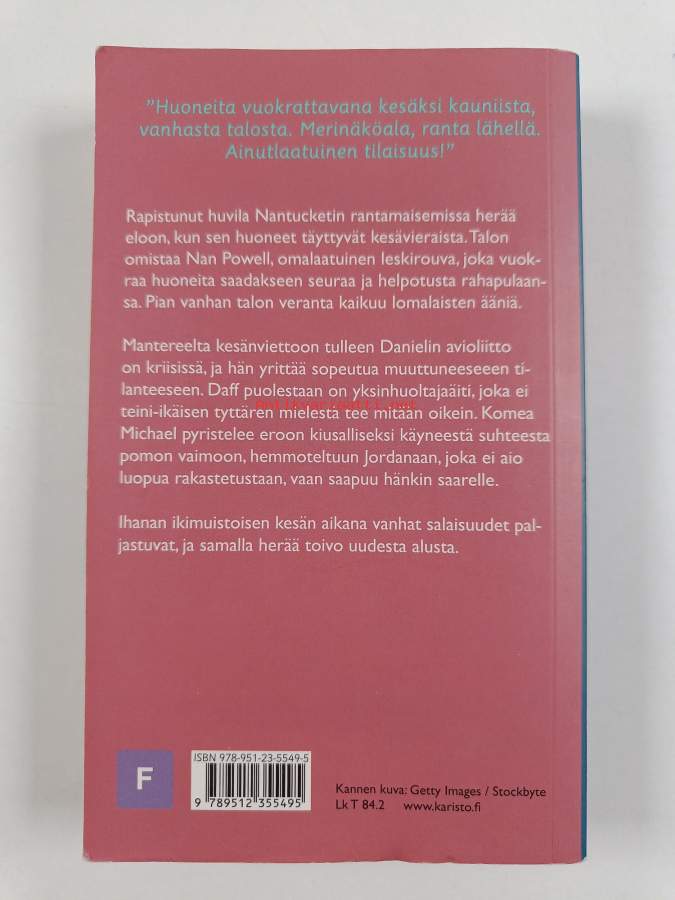 ”Huoneita vuokrattavana kesäksi kauniista,
vanhasta talosta. Merinäköala, ranta lähellä.
Ainutlaatuinen tilaisuus!”
Rapistunut huvila Nantucketin rantamaisemissa herää
eloon, kun sen huoneet täyttyvät kesävieraista. Talon
omistaa Nan Powell, omalaatuinen leskirouva, joka vuok-
raa huoneita saadakseen seuraa ja helpotusta rahapulaan-
sa. Pian vanhan talon veranta kaikuu lomalaisten ääniä.
Mantereelta kesänviettoon tulleen Danielin avioliitto
on kriisissä, ja hän yrittää sopeutua muuttuneeseeen ti-
lanteeseen. Daff puolestaan on yksinhuoltajaäiti, joka ei
teini-ikäisen tyttären mielestä tee mitään oikein. Komea
Michael pyristelee eroon kiusalliseksi käyneestä suhteesta
pomon vaimoon, hemmoteltuun Jordanaan, joka ei aio
luopua rakastetustaan, vaan saapuu hänkin saarelle.
Ihanan ikimuistoisen kesän aikana vanhat salaisuudet pal-
jastuvat, ja samalla herää toivo uudesta alusta.
F
ISBN 978-951-23-5549-5
9 789512 355495
Kannen kuva: Getty Images / Stockbyte
Lk T 84.2 www.karisto.fi